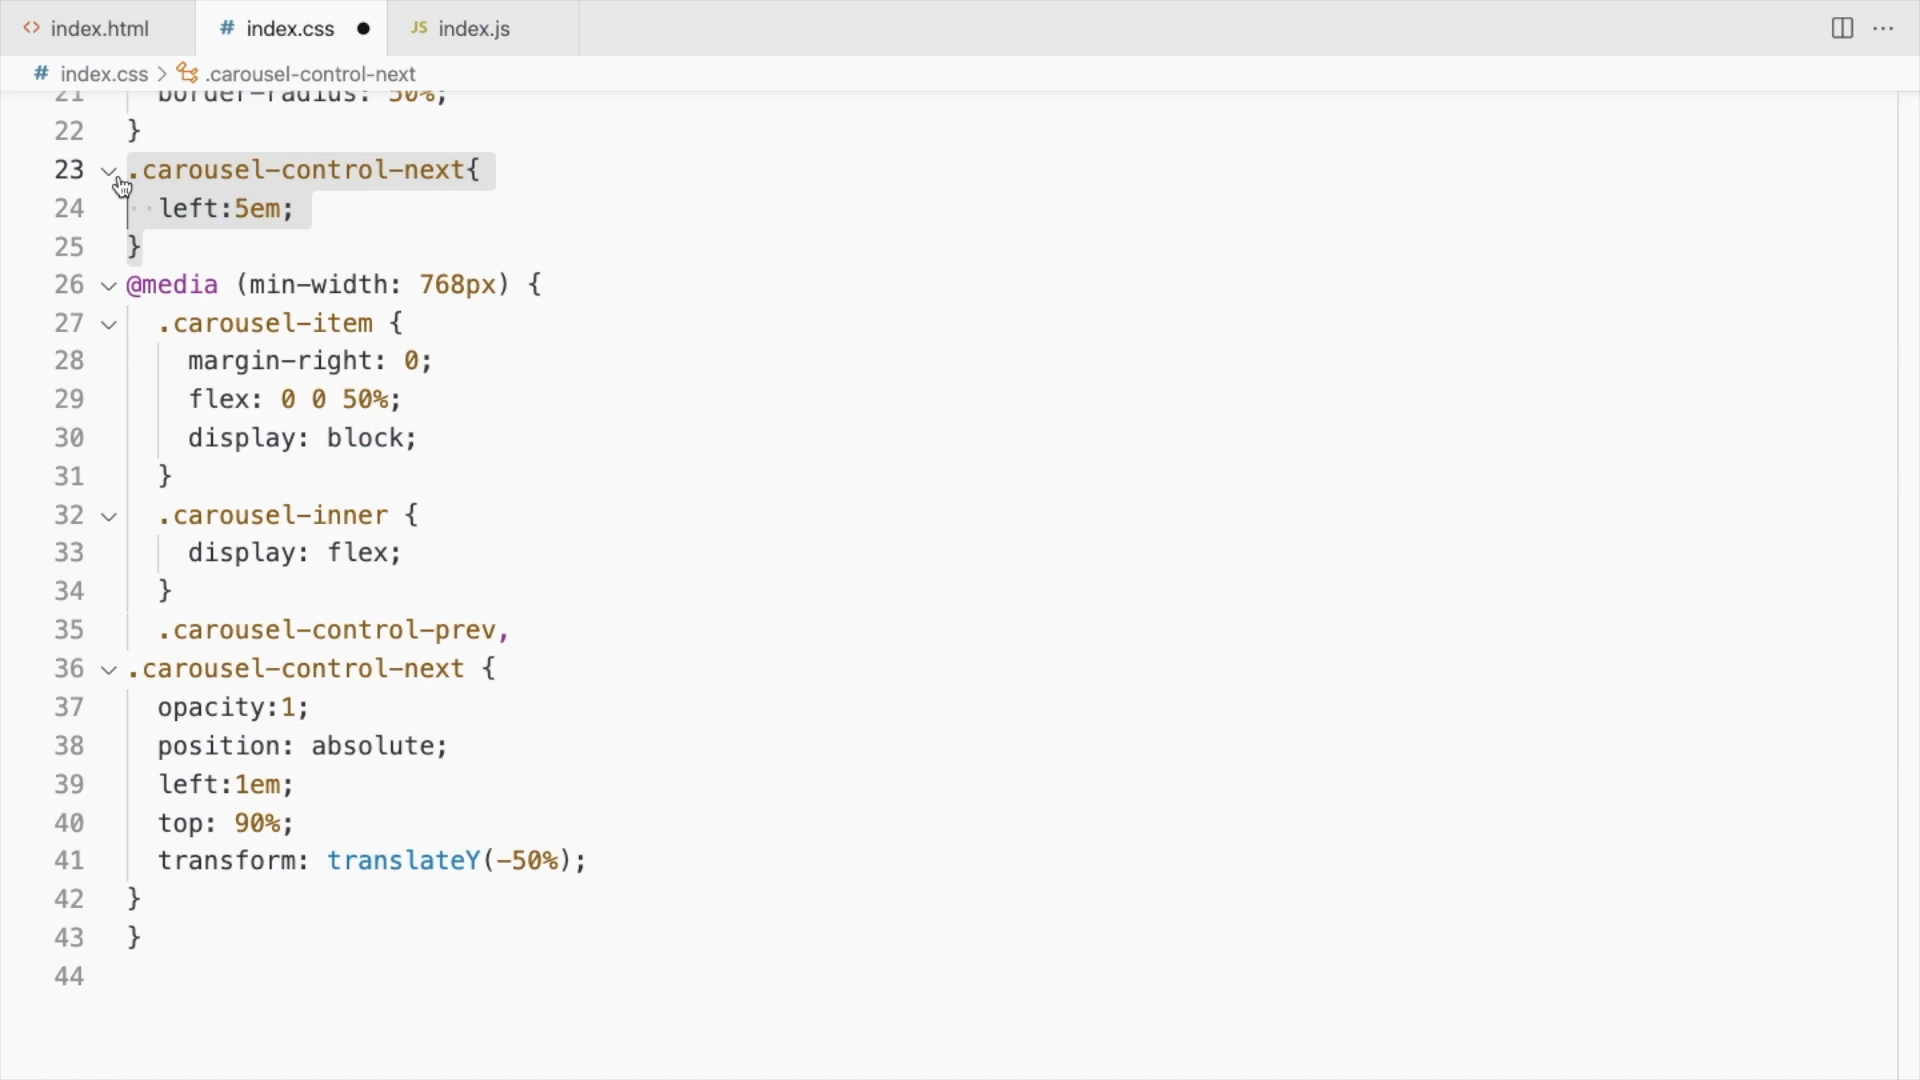 index.html
index.css
JS index.js
index.css > .carousel-control-next
21 border-radius: 50%;
22 }
23 .carousel-control-next{
24 left:5em;
25 }
26 @media (min-width: 768px) {
27 .carousel-item {
28 margin-right: 0;
29 flex: 0 0 50%;
30 display: block;
31 }
32 .carousel-inner {
33 display: flex;
34 }
35 .carousel-control-prev,
36 .carousel-control-next {
37 opacity:1;
38 position: absolute;
39 left:1em;
40 top: 90%;
41 transform: translateY(-50%);
42 }
43 }
44